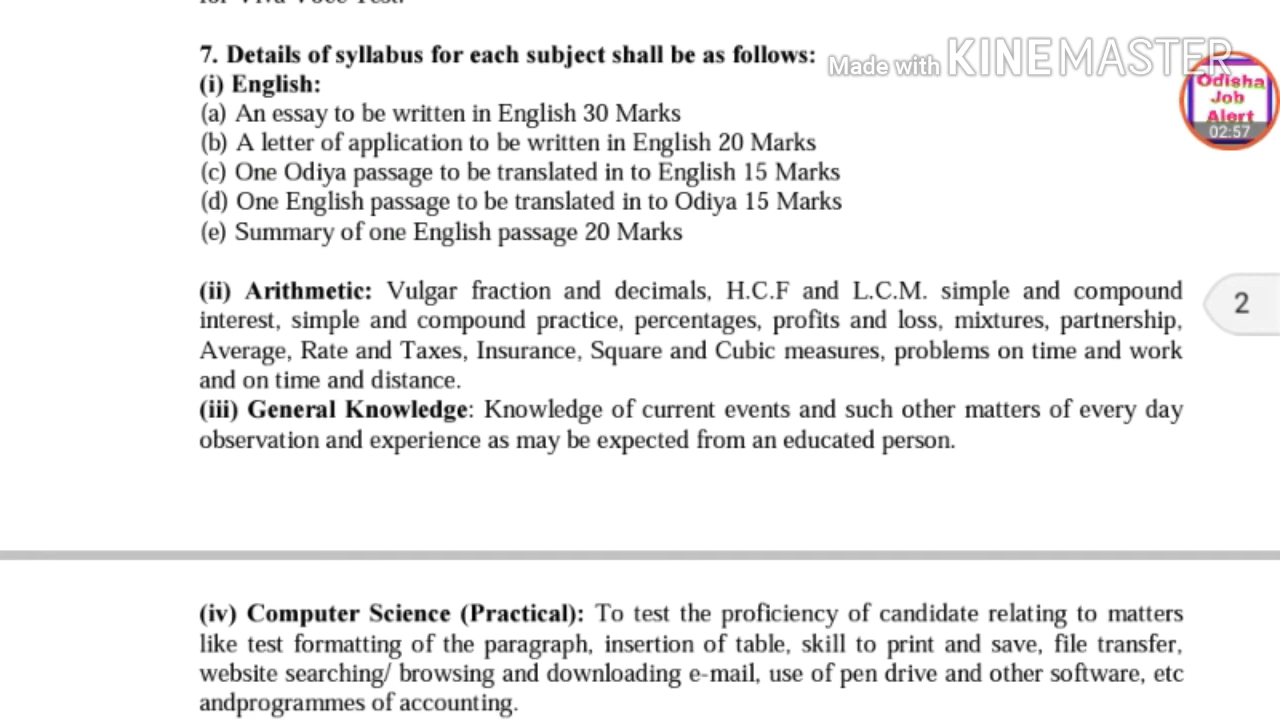 7. Details of syllabus for each subject shall be as follows:
Made with KINEMASTER
(i) English:
Odisha
Job
Alert
02:57
(a) An essay to be written in English 30 Marks
(b) A letter of application to be written in English 20 Marks
(c) One Odiya passage to be translated in to English 15 Marks
(d) One English passage to be translated in to Odiya 15 Marks
(e) Summary of one English passage 20 Marks
(ii) Arithmetic: Vulgar fraction and decimals, H.C.F and L.C.M. simple and compound
interest, simple and compound practice, percentages, profits and loss, mixtures, partnership,
2
Average, Rate and Taxes, Insurance, Square and Cubic measures, problems on time and work
and on time and distance.
(iii) General Knowledge: Knowledge of current events and such other matters of every day
observation and experience as may be expected from an educated person.
(iv) Computer Science (Practical): To test the proficiency of candidate relating to matters
like test formatting of the paragraph, insertion of table, skill to print and save, file transfer,
website searching/ browsing and downloading e-mail, use of pen drive and other software, etc
andprogrammes of accounting.